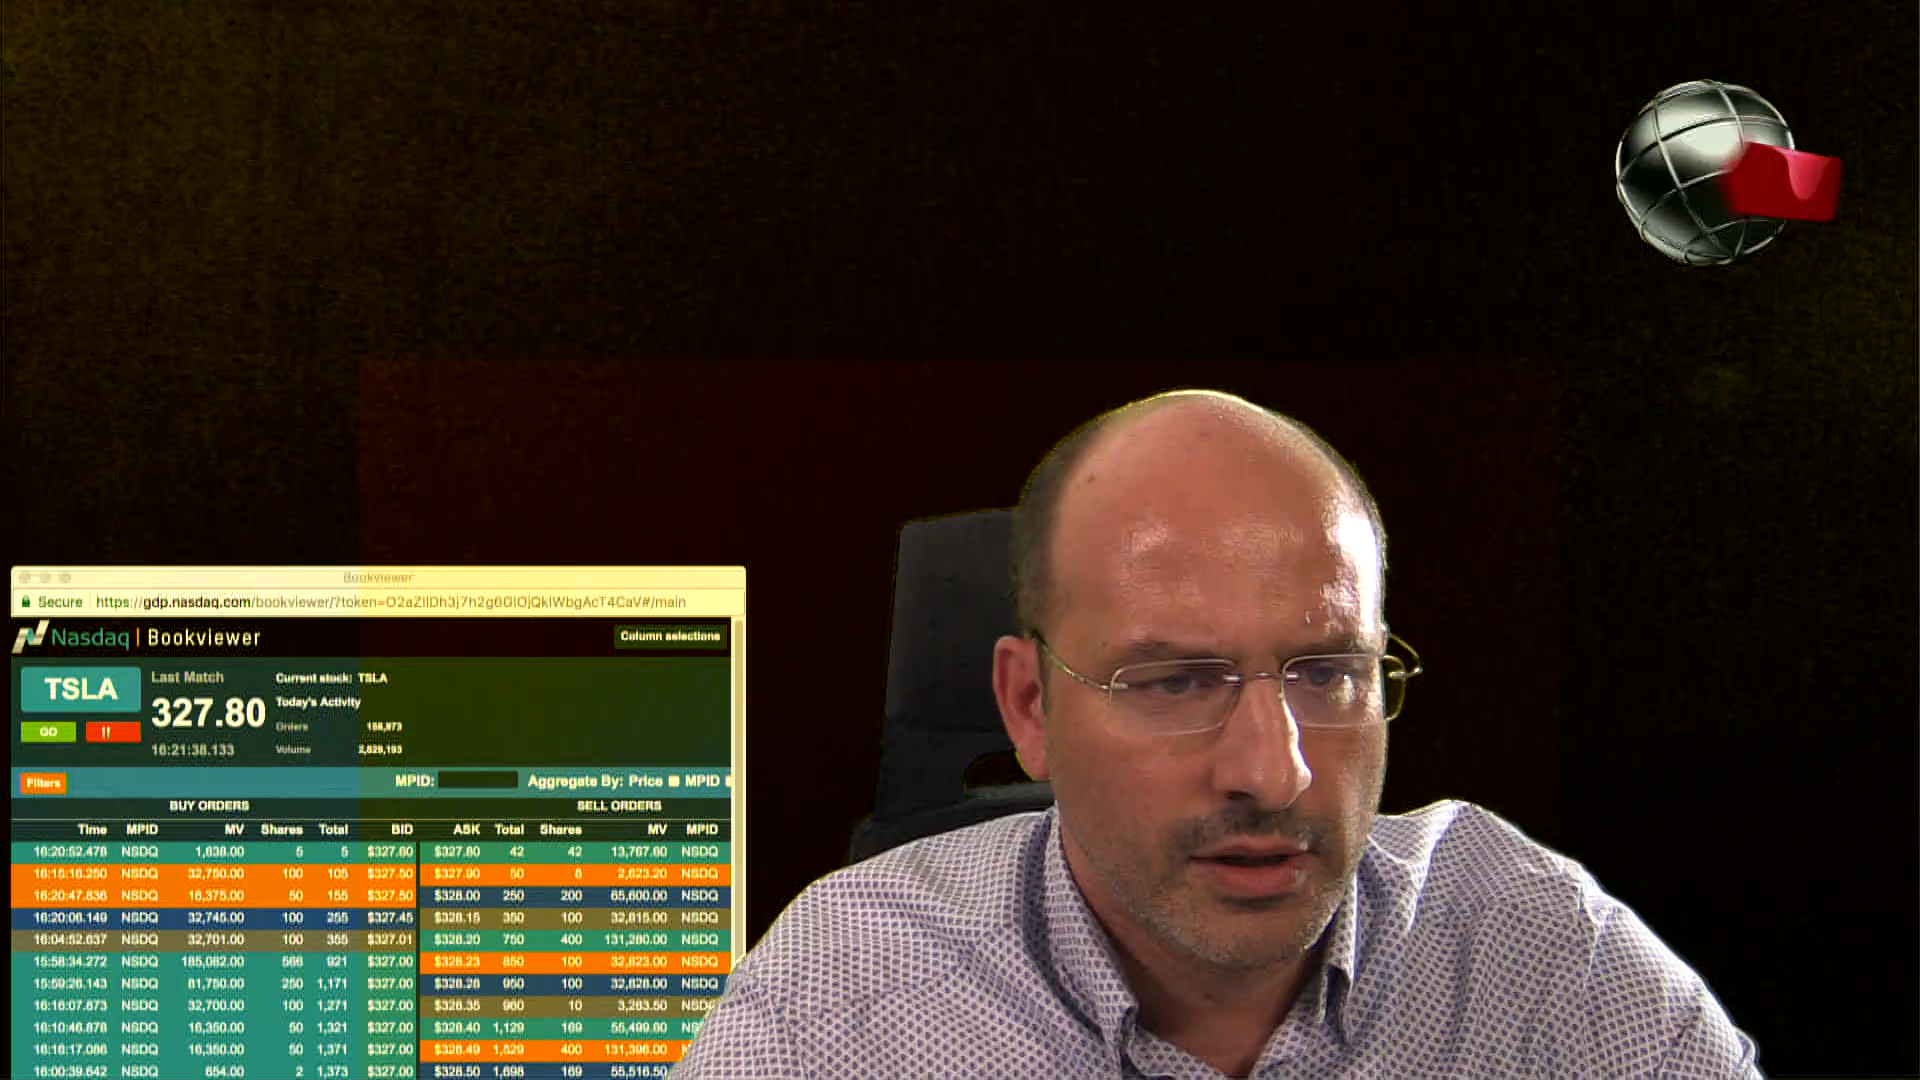 Bookviewer
Secure https://gdp.nasdaq.com/bookviewer/?token=
Nasdaq | Bookviewer Column selections
TSLA Last Match Current stock: TSLA
327.80 Today's Activity
GO !! Orders
16:21:38.133 Volume 2,829,193
Filters MPID: Aggregate By: Price MPID
BUY ORDERS SELL ORDERS
Time MPID MV Shares Total BID ASK Total Shares MV MPID
16:20:52.478 NSDQ 1,638.00 5 5 42 42 NSDQ
16:15:16.250 NSDQ 32,750.00 100 105 $327.50 $327.90 50 8 2,623.20 NSDQ
16:20:47.836 NSDQ 16,375.00 50 155 $327.50 $328.00 250 200 65,600.00 NSDQ
16:20:06.149 NSDQ 32,745.00 100 255 $327.45 $328.15 350 100 32,815.00 NSDQ
16:04:52.637 NSDQ 32,701.00 100 355 $327.01 $328.20 750 400 131,280.00 NSDQ
15:58:34.272 NSDQ 185,082.00 566 921 $327.00 $328.23 850 100 32,823.00 NSDQ
15:59:26.143 NSDQ 81,750.00 250 1,171 $327.00 $328.28 950 100 32,828.00 NSDQ
16:16:07.873 NSDQ 32,700.00 100 1,271 $327.00 $328.35 960 10 3,283.50 NSDQ
16:10:46.878 NSDQ 16,350.00 50 1,321 $327.00 $328.40 1,129 169 55,499.60
16:16:17.086 NSDQ 16,350.00 50 1,371 $327.00 $328.49 1,529 400 131,396.00
16:00:39.642 NSDQ 654.00 2 1,373 $327.00 $328.50 1,698 169 55,516.50